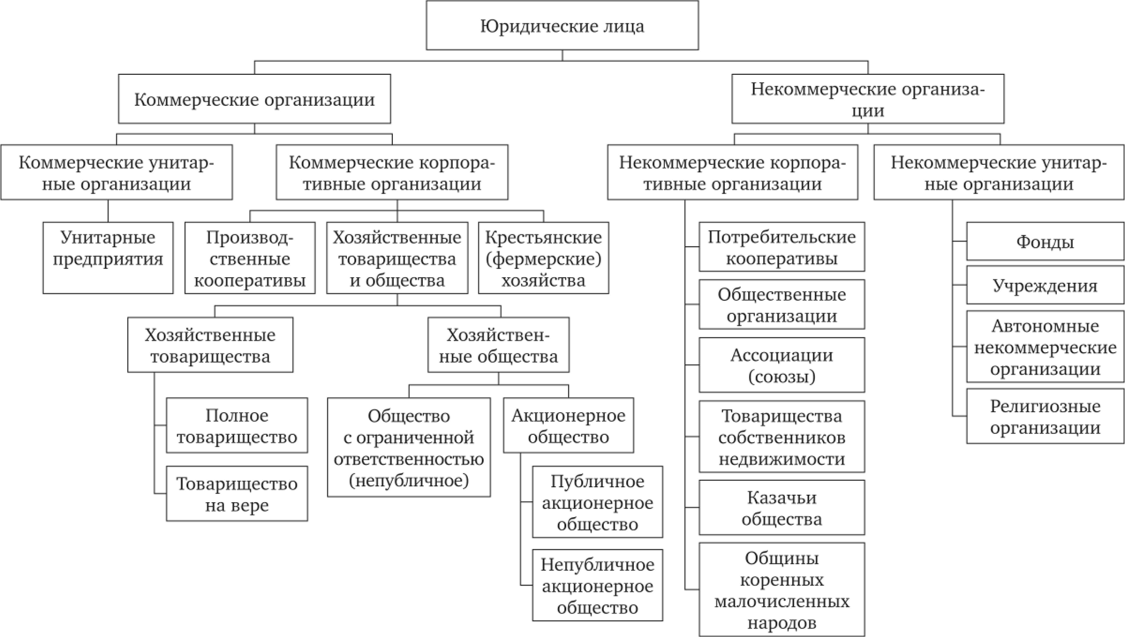 Юридические лица
Коммерческие организации
Некоммерческие организа-
ции
Коммерческие унитар-
ные организации
Коммерческие корпора-
тивные организации
Некоммерческие корпора-
тивные организации
Некоммерческие унитар-
ные организации
Унитарные
предприятия
Производ-
ственные
кооперативы
Хозяйственные
товарищества
и общества
Крестьянские
(фермерские)
хозяйства
Хозяйственные
товарищества
Хозяйствен-
ные общества
Полное
товарищество
Товарищество
на вере
Общество
с ограниченной
ответственностью
(непубличное)
Акционерное
общество
Публичное
акционерное
общество
Непубличное
акционерное
общество
Потребительские
кооперативы
Общественные
организации
Ассоциации
(союзы)
Товарищества
собственников
недвижимости
Казачьи
общества
Общины
коренных
малочисленных
народов
Фонды
Учреждения
Автономные
некоммерческие
организации
Религиозные
организации